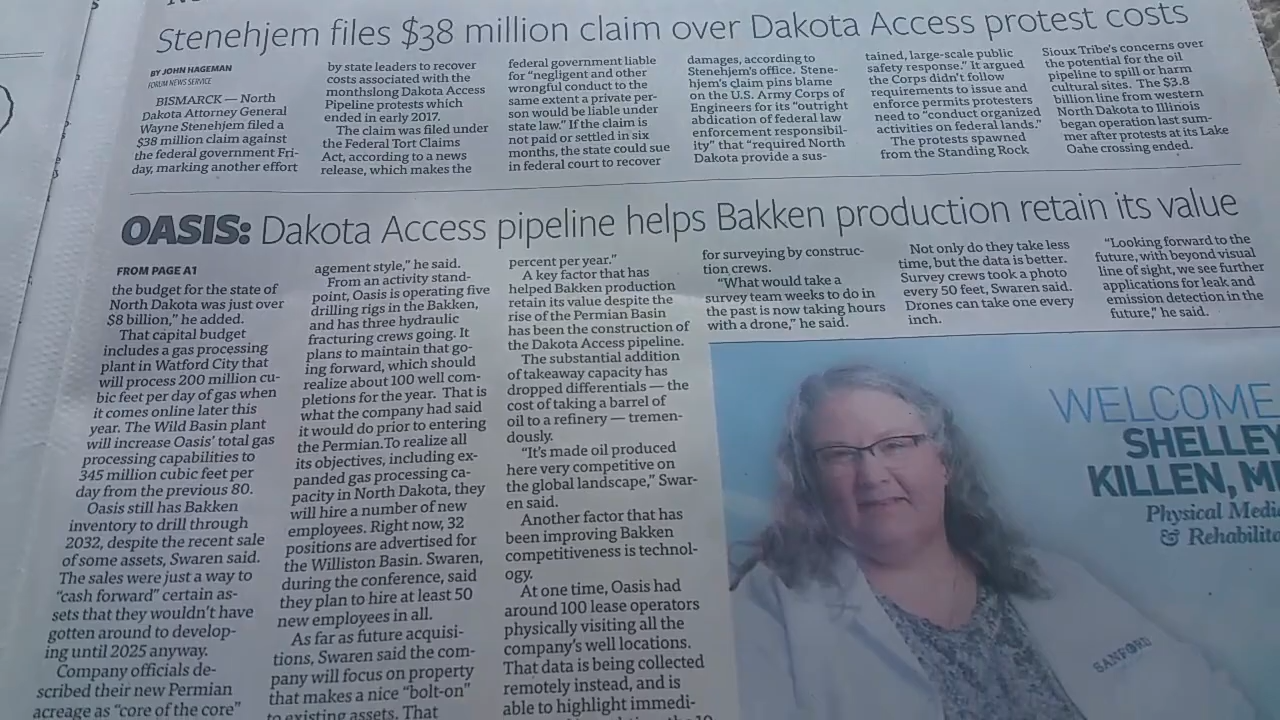 Stenehjem files $38 million claim over Dakota Access protest costs
BY JOHN HAGEMAN
FORUM NEWS SERVICE
BISMARCK — North
Dakota Attorney General
Wayne Stenehjem filed a
$38 million claim against
the federal government Fri-
day, marking another effort
by state leaders to recover
costs associated with the
monthslong Dakota Access
Pipeline protests which
ended in early 2017.
The claim was filed under
the Federal Tort Claims
Act, according to a news
release, which makes the
federal government liable
for "negligent and other
wrongful conduct to the
same extent a private per-
son would be liable under
state law." If the claim is
not paid or settled in six
months, the state could sue
in federal court to recover
damages, according to
Stenehjem's office. Stene-
hjem's claim pins blame
on the U.S. Army Corps of
Engineers for its "outright
abdication of federal law
enforcement responsibil-
ity" that "required North
Dakota provide a sus-
tained, large-scale public
safety response." It argued
the Corps didn't follow
requirements to issue and
enforce permits protesters
need to "conduct organized
activities on federal lands."
The protests spawned
from the Standing Rock
Sioux Tribe's concerns over
the potential for the oil
pipeline to spill or harm
cultural sites. The $3.8
billion line from western
North Dakota to Illinois
began operation last sum-
mer after protests at its Lake
Oahe crossing ended.
OASIS: Dakota Access pipeline helps Bakken production retain its value
FROM PAGE A1
the budget for the state of
North Dakota was just over
$8 billion," he added.
That capital budget
includes a gas processing
plant in Watford City that
will process 200 million cu-
bic feet per day of gas when
it comes online later this
year. The Wild Basin plant
will increase Oasis' total gas
processing capabilities to
345 million cubic feet per
day from the previous 80.
Oasis still has Bakken
inventory to drill through
2032, despite the recent sale
of some assets, Swaren said.
The sales were just a way to
"cash forward" certain as-
sets that they wouldn't have
gotten around to develop-
ing until 2025 anyway.
Company officials de-
scribed their new Permian
acreage as "core of the core"
agement style," he said.
From an activity stand-
point, Oasis is operating five
drilling rigs in the Bakken,
and has three hydraulic
fracturing crews going. It
plans to maintain that go-
ing forward, which should
realize about 100 well com-
pletions for the year. That is
what the company had said
it would do prior to entering
the Permian.To realize all
its objectives, including ex-
panded gas processing ca-
pacity in North Dakota, they
will hire a number of new
employees. Right now, 32
positions are advertised for
the Williston Basin. Swaren,
during the conference, said
they plan to hire at least 50
new employees in all.
As far as future acquisi-
tions, Swaren said the com-
pany will focus on property
that makes a nice "bolt-on"
to existing assets. That
percent per year."
A key factor that has
helped Bakken production
retain its value despite the
rise of the Permian Basin
has been the construction of
the Dakota Access pipeline.
The substantial addition
of takeaway capacity has
dropped differentials — the
cost of taking a barrel of
oil to a refinery — tremen-
dously.
"It's made oil produced
here very competitive on
the global landscape," Swar-
en said.
Another factor that has
been improving Bakken
competitiveness is technol-
ogy.
At one time, Oasis had
around 100 lease operators
physically visiting all the
company's well locations.
That data is being collected
remotely instead, and is
able to highlight immedi-
for surveying by construc-
tion crews.
"What would take a
survey team weeks to do in
the past is now taking hours
with a drone," he said.
Not only do they take less
time, but the data is better.
Survey crews took a photo
every 50 feet, Swaren said.
Drones can take one every
inch.
"Looking forward to the
future, with beyond visual
line of sight, we see further
applications for leak and
emission detection in the
future," he said.
WELCOME
SHELLEY
KILLEN,
Physical Medi
& Rehabilita
SANFORD